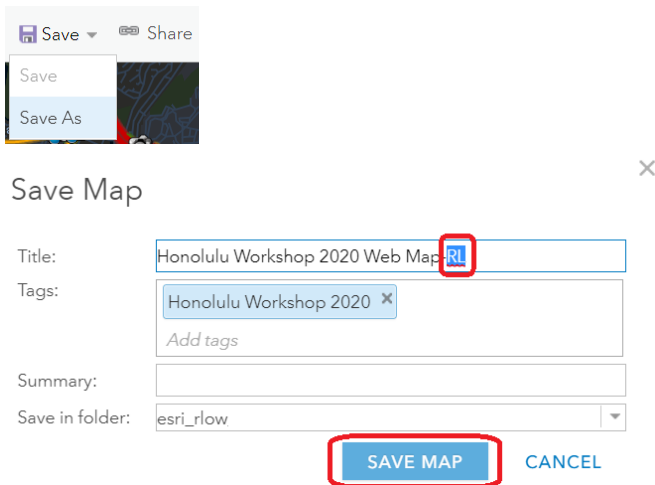 Save Share
Save
Save As
Save Map
Title: Honolulu Workshop 2020 Web Map-RL
Tags: Honolulu Workshop 2020
Add tags
Summary:
Save in folder: esri_rlow
SAVE MAP CANCEL